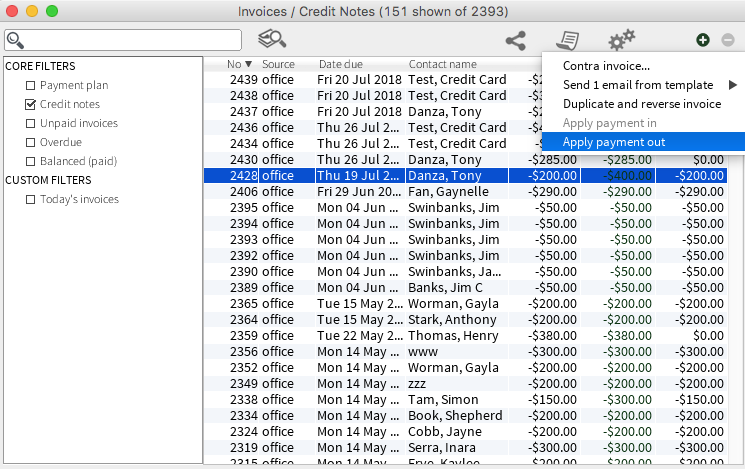 Invoices / Credit Notes (151 shown of 2393)
CORE FILTERS
Payment plan
Credit notes
Unpaid invoices
Overdue
Balanced (paid)
CUSTOM FILTERS
Today's invoices
Contra invoice...
Send 1 email from template
Duplicate and reverse invoice
Apply payment in
Apply payment out
No ▼ Source Date due Contact name
2439 office Fri 20 Jul 2018 Test, Credit Card
2438 office Fri 20 Jul 2018 Test, Credit Card
2437 office Fri 20 Jul 2018 Danza, Tony
2436 office Thu 26 Jul 2... Test, Credit Card
2434 office Thu 26 Jul 2... Test, Credit Card
2430 office Thu 26 Jul 2... Danza, Tony -$285.00 -$285.00 $0.00
2428 office Thu 19 Jul 2... Danza, Tony -$200.00 -$400.00 -$200.00
2406 office Fri 29 Jun 20... Fan, Gaynelle -$290.00 -$290.00 -$290.00
2395 office Mon 04 Jun ... Swinbanks, Jim -$50.00 -$50.00 -$50.00
2394 office Mon 04 Jun ... Swinbanks, Jim -$50.00 -$50.00 -$50.00
2393 office Mon 04 Jun ... Swinbanks, Jim -$50.00 -$50.00 -$50.00
2392 office Mon 04 Jun ... Swinbanks, Jim -$50.00 -$50.00 -$50.00
2390 office Mon 04 Jun ... Swinbanks, Ja... -$50.00 -$50.00 -$50.00
2389 office Mon 04 Jun ... Banks, Jim C -$50.00 -$50.00 -$50.00
2365 office Tue 15 May 2... Worman, Gayla -$200.00 -$200.00 -$200.00
2364 office Tue 15 May 2... Stark, Anthony -$200.00 -$200.00 -$200.00
2359 office Tue 22 May 2... Thomas, Henry -$380.00 -$380.00 $0.00
2356 office Mon 14 May ... www -$300.00 -$300.00 -$300.00
2352 office Mon 14 May ... Worman, Gayla -$200.00 -$200.00 -$200.00
2349 office Mon 14 May ... zzz -$200.00 -$200.00 -$200.00
2338 office Mon 14 May ... Tam, Simon -$150.00 -$300.00 -$150.00
2334 office Mon 14 May ... Book, Shepherd -$200.00 -$200.00 -$200.00
2324 office Mon 14 May ... Cobb, Jayne -$200.00 -$200.00 -$200.00
2319 office Mon 14 May ... Serra, Inara -$300.00 -$300.00 -$300.00
2315 office Mon 14 May ... Frye, Kaylee